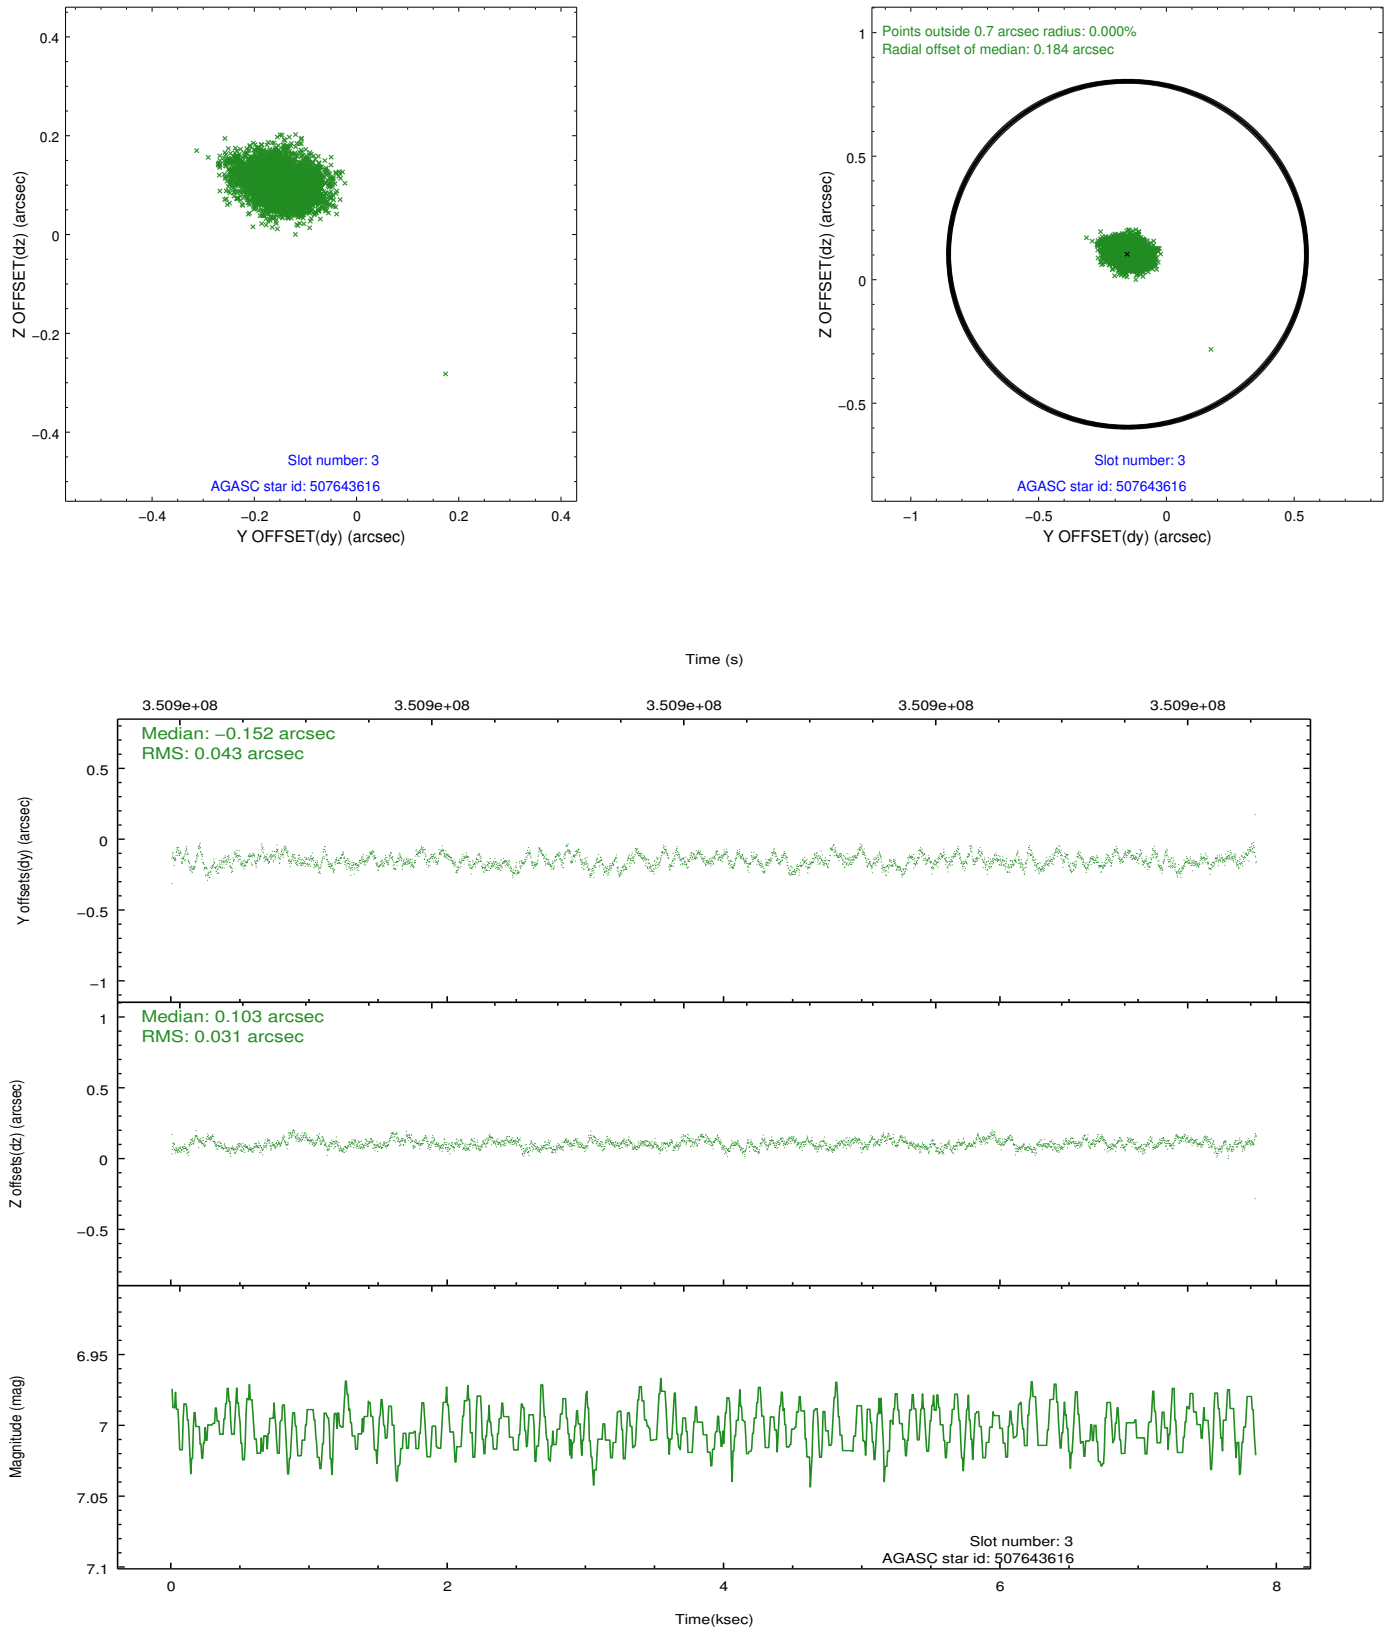 0.4
0.2
0
−0.2
−0.4
Z OFFSET(dz) (arcsec)
Slot number: 3
AGASC star id: 507643616
−0.4
−0.2
0
0.2
0.4
Y OFFSET(dy) (arcsec)
Points outside 0.7 arcsec radius: 0.000%
Radial offset of median: 0.184 arcsec
1
0.5
0
−0.5
Z OFFSET(dz) (arcsec)
Slot number: 3
AGASC star id: 507643616
−1
−0.5
0
0.5
Y OFFSET(dy) (arcsec)
Time (s)
3.509e+08
3.509e+08
3.509e+08
3.509e+08
3.509e+08
Median: −0.152 arcsec
RMS: 0.043 arcsec
0.5
0
−0.5
−1
Y offsets(dy) (arcsec)
Median: 0.103 arcsec
RMS: 0.031 arcsec
1
0.5
0
−0.5
Z offsets(dz) (arcsec)
6.95
7
7.05
7.1
Magnitude (mag)
Slot number: 3
AGASC star id: 507643616
0
2
4
6
8
Time(ksec)